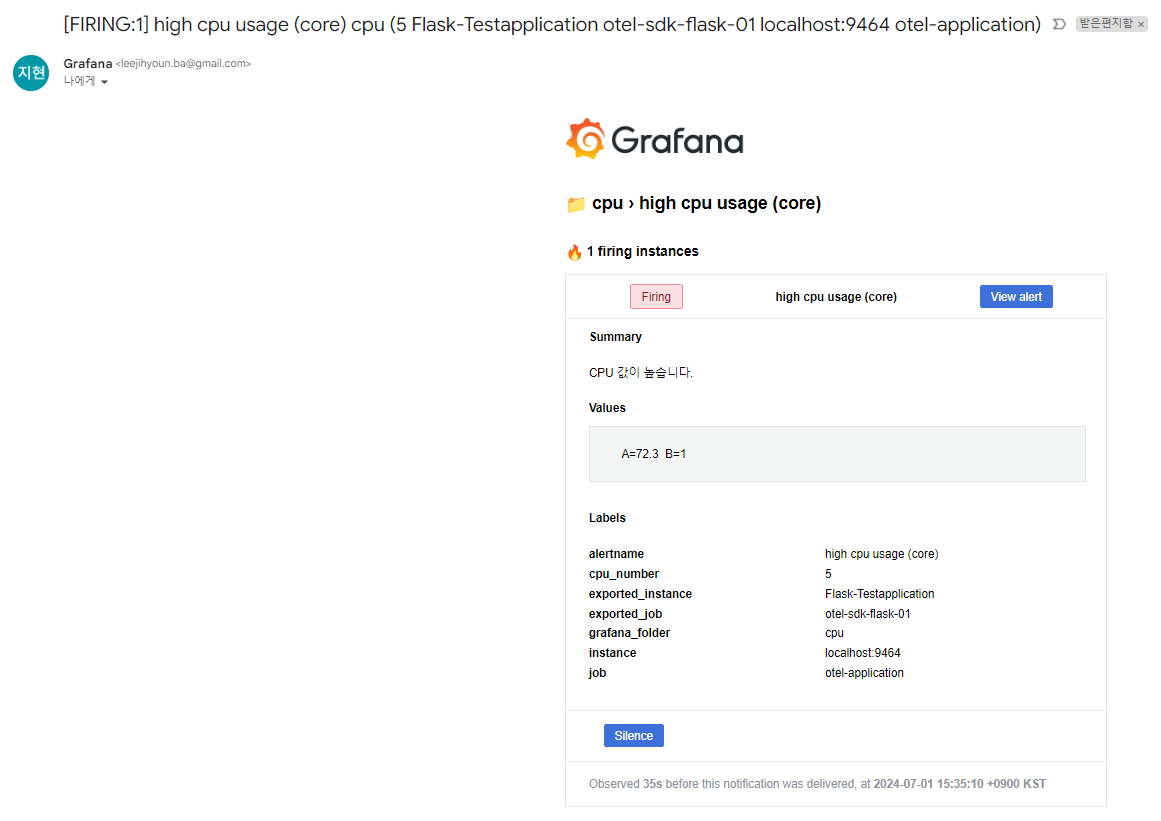 [FIRING:1] high cpu usage (core) cpu (5 Flask-Testapplication otel-sdk-flask-01 localhost:9464 otel-application) 받은편지함 ×
지현
Grafana <leejihyoun.ba@gmail.com>
나에게
Grafana
cpu › high cpu usage (core)
1 firing instances
Firing high cpu usage (core) View alert
Summary
CPU 값이 높습니다.
Values
A=72.3 B=1
Labels
alertname high cpu usage (core)
cpu_number 5
exported_instance Flask-Testapplication
exported_job otel-sdk-flask-01
grafana_folder cpu
instance localhost:9464
job otel-application
Silence
Observed 35s before this notification was delivered, at 2024-07-01 15:35:10 +0900 KST